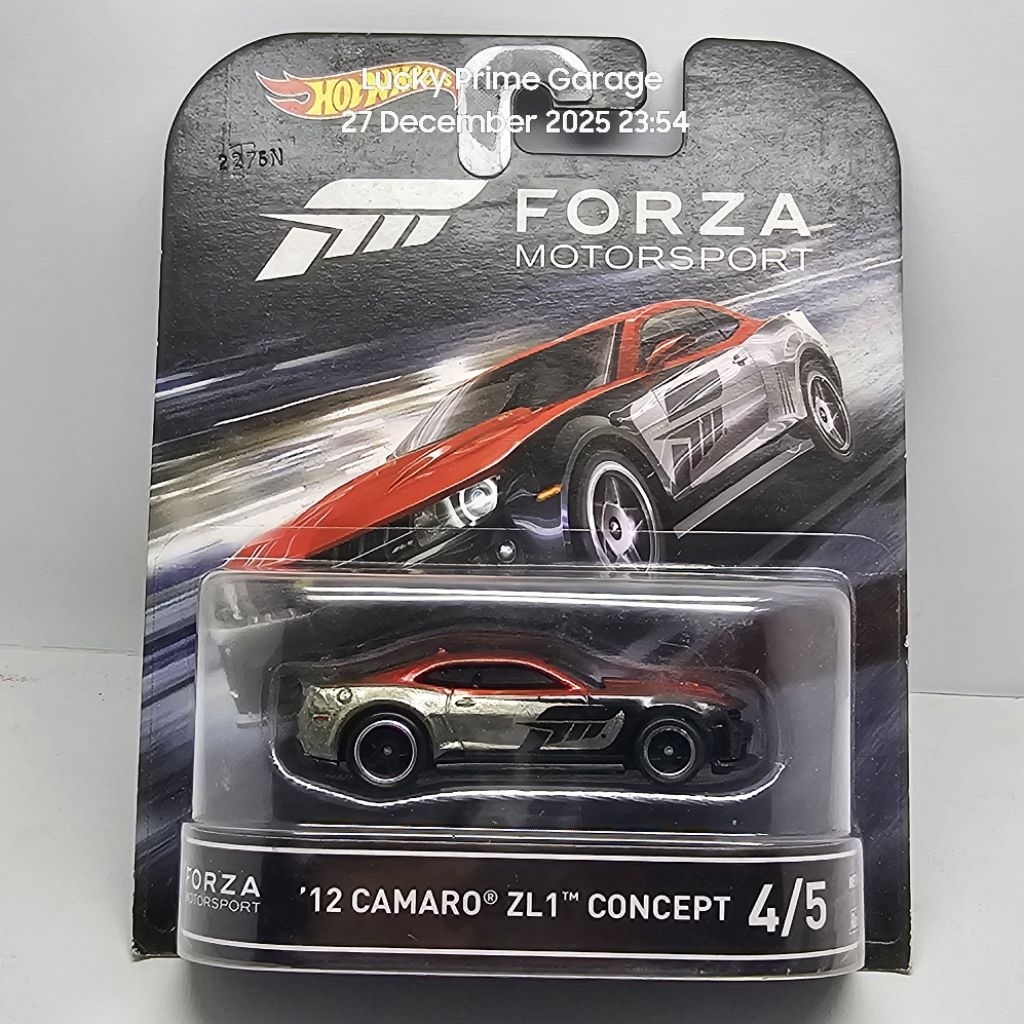 HOT WHEELS
Lucky Prime Garage
27 December 2025 23:54
2276N
FORZA
MOTORSPORT
FORZA
MOTORSPORT
'12 CAMARO® ZL1™ CONCEPT 4/5